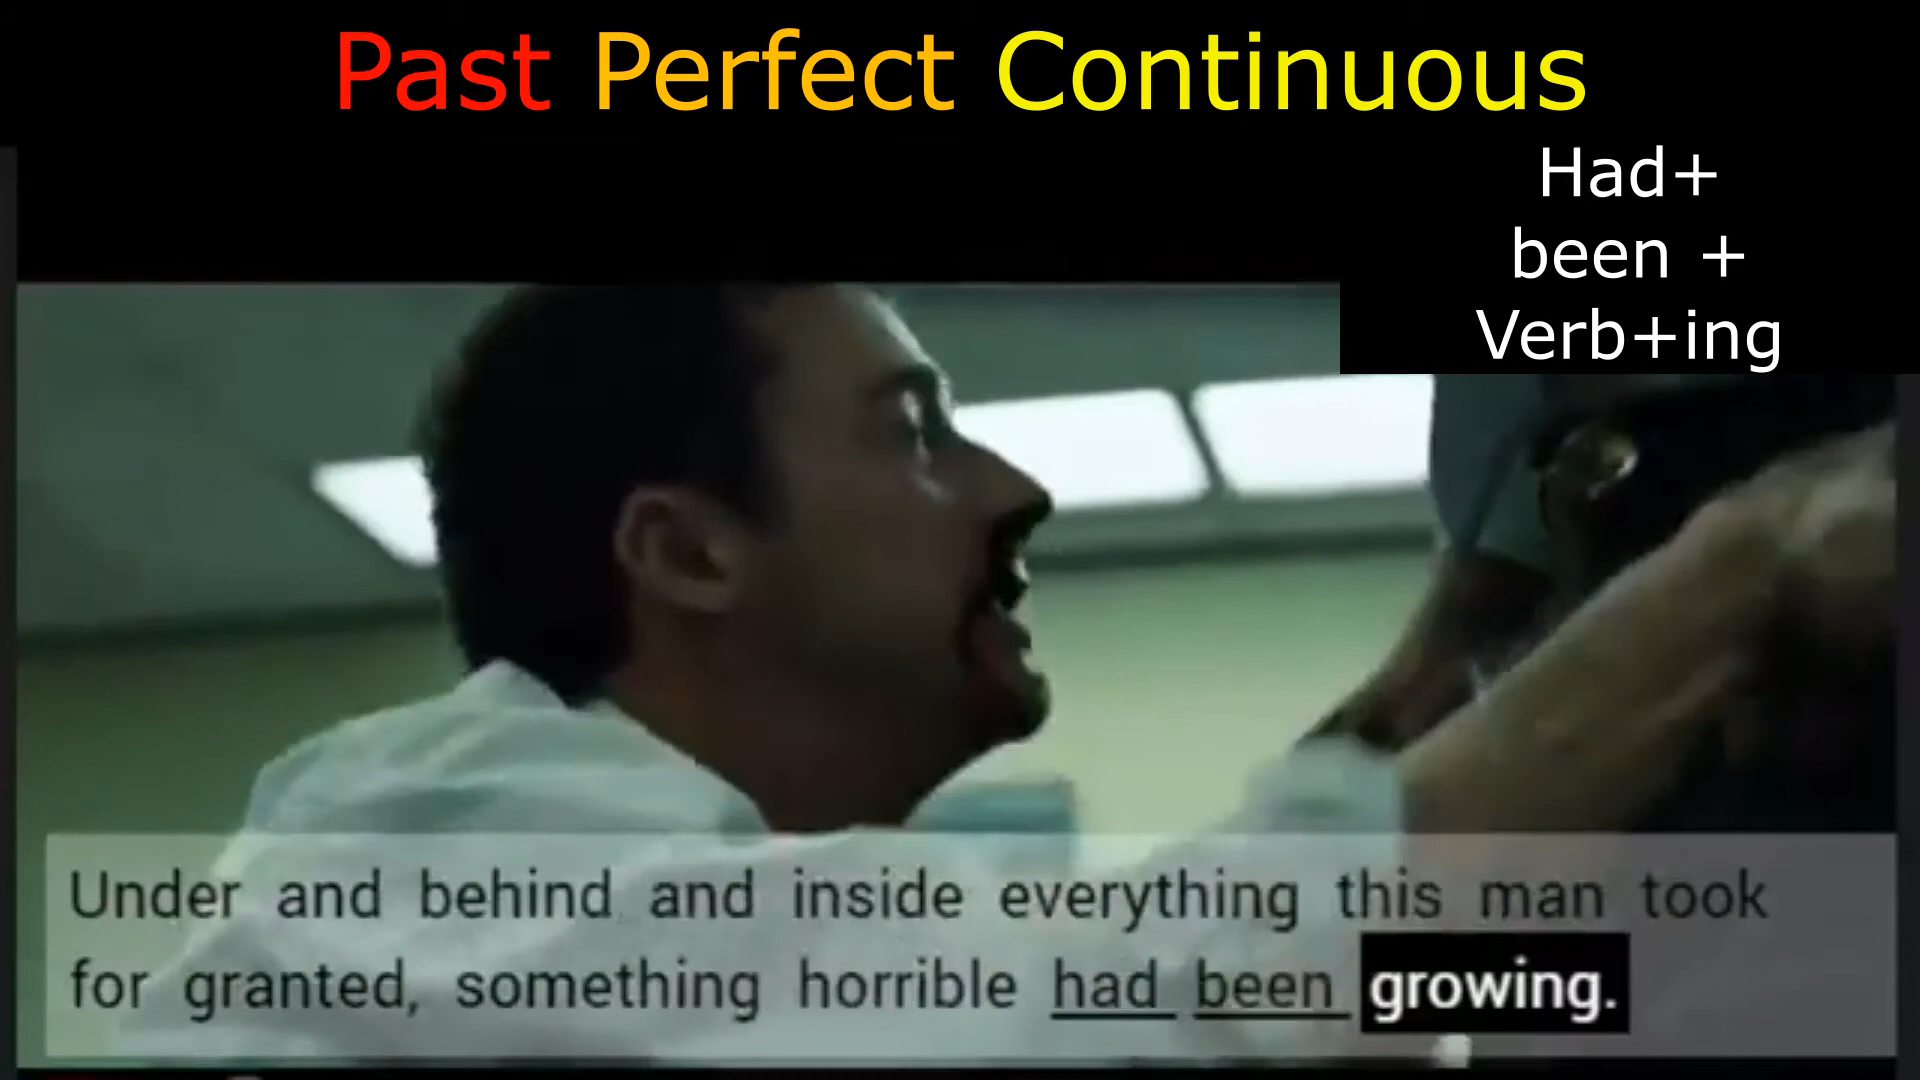 Past Perfect Continuous
Had+
been +
Verb+ing
Under and behind and inside everything this man took
for granted, something horrible had been growing.